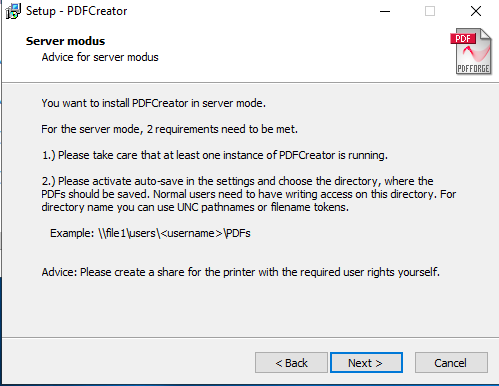 Setup - PDFCreator
Server modus
Advice for server modus
PDF
PDFFORGE
You want to install PDFCreator in server mode.
For the server mode, 2 requirements need to be met.
1.) Please take care that at least one instance of PDFCreator is running.
2.) Please activate auto-save in the settings and choose the directory, where the
PDFs should be saved. Normal users need to have writing access on this directory. For
directory name you can use UNC pathnames or filename tokens.
Example: \\file1\users\<username>\PDFs
Advice: Please create a share for the printer with the required user rights yourself.
< Back
Next >
Cancel